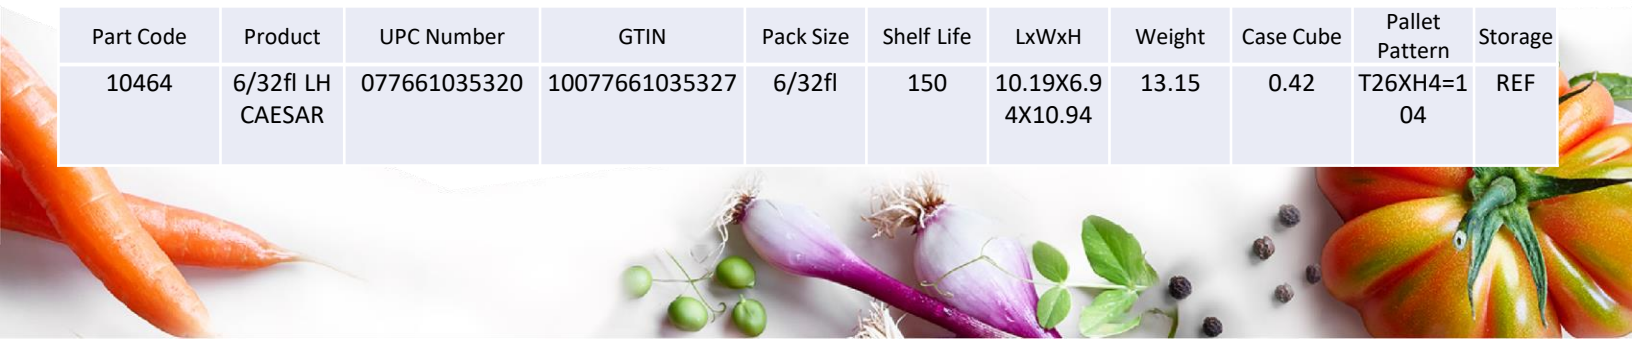 Part Code Product UPC Number GTIN Pack Size Shelf Life LxWxH Weight Case Cube Pallet Pattern Storage
10464 6/32fl LH 077661035320 10077661035327 6/32fl 150 10.19X6.9 13.15 0.42 T26XH4=1 REF
CAESAR 4X10.94 04